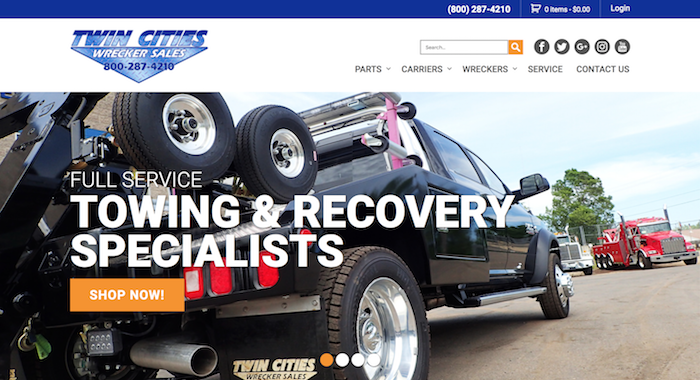 (800) 287-4210
0 Items - $0.00
Login
TWIN CITIES
WRECKER SALES
800-287-4210
Search...
PARTS
CARRIERS
WRECKERS
SERVICE
CONTACT US
FULL SERVICE
TOWING & RECOVERY
SPECIALISTS
SHOP NOW!
TWIN CITIES
WRECKER SALES